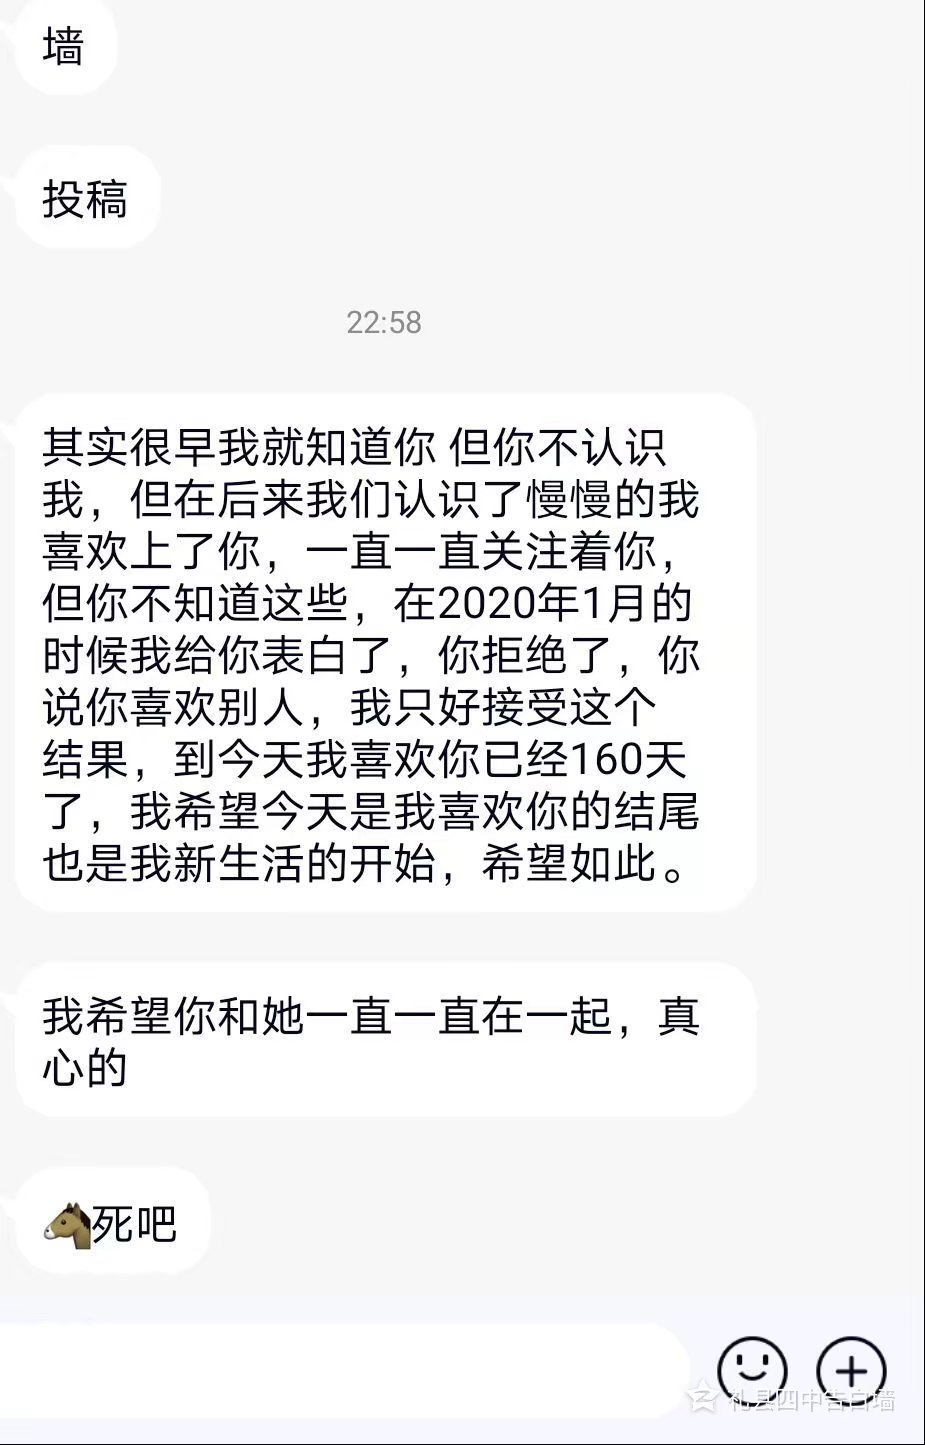 墙
投稿
22:58
其实很早我就知道你 但你不认识
我，但在后来我们认识了慢慢的我
喜欢上了你，一直一直关注着你，
但你不知道这些，在2020年1月的
时候我给你表白了，你拒绝了，你
说你喜欢别人，我只好接受这个
结果，到今天我喜欢你已经160天
了，我希望今天是我喜欢你的结尾
也是我新生活的开始，希望如此。
我希望你和她一直一直在一起，真
心的
🐴死吧
礼县四中告白墙